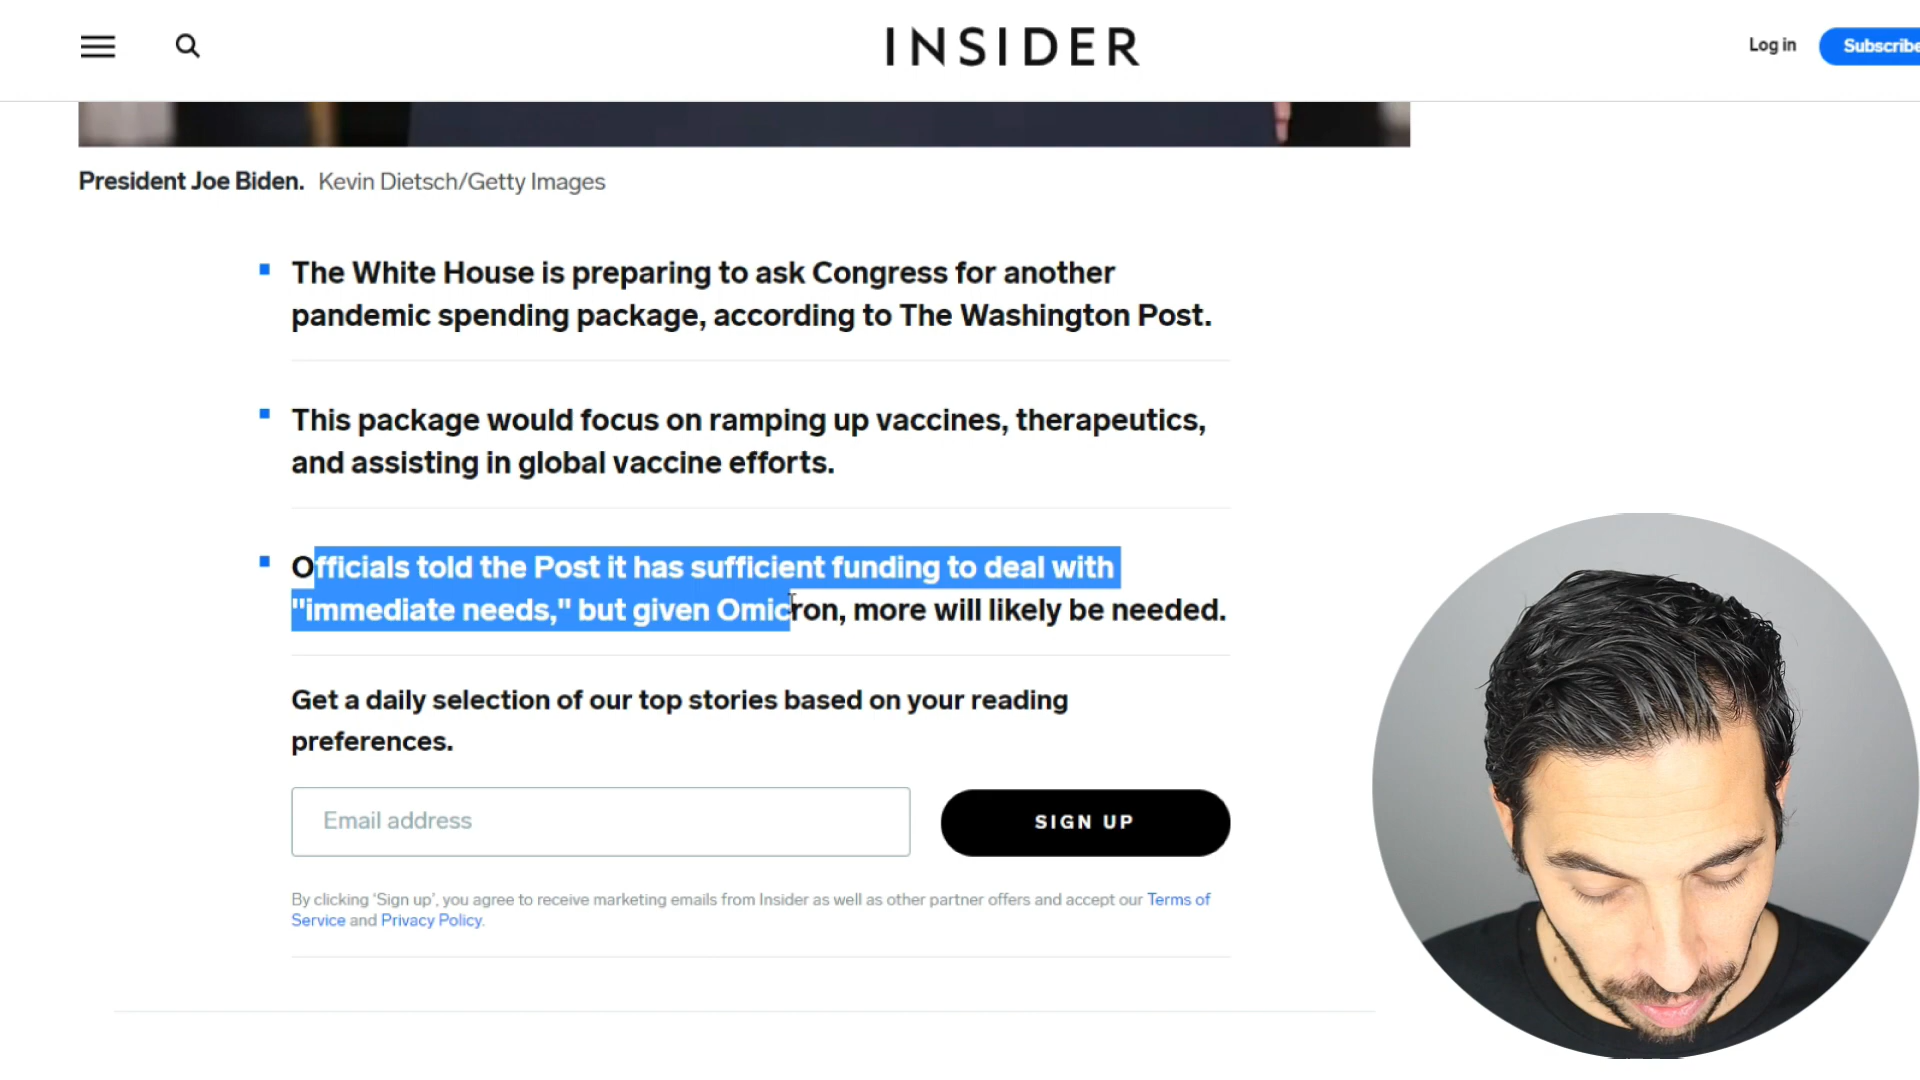 INSIDER
Log in
Subscribe
President Joe Biden. Kevin Dietsch/Getty Images
The White House is preparing to ask Congress for another
pandemic spending package, according to The Washington Post.
This package would focus on ramping up vaccines, therapeutics,
and assisting in global vaccine efforts.
Officials told the Post it has sufficient funding to deal with
"immediate needs," but given Omicron, more will likely be needed.
Get a daily selection of our top stories based on your reading
preferences.
Email address
SIGN UP
By clicking ‘Sign up’, you agree to receive marketing emails from Insider as well as other partner offers and accept our Terms of
Service and Privacy Policy.